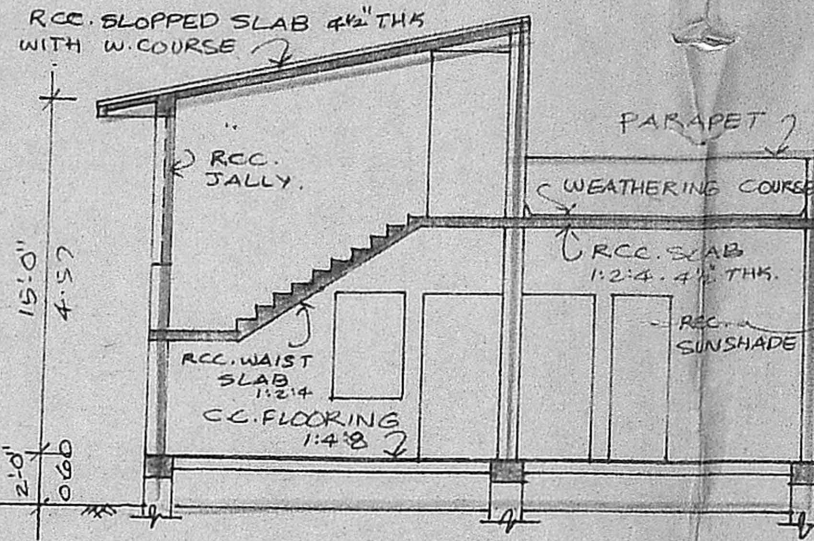 RCC. SLOPPED SLAB 4½" THK
WITH W. COURSE
RCC.
JALLY.
PARAPET
WEATHERING COURSE
RCC. SLAB
1:2:4. 4½" THK.
RCC.
SUNSHADE
RCC. WAIST
SLAB
1:2:4
C.C. FLOORING
1:4:8
15'-0"
4.57
2'-0"
0.60